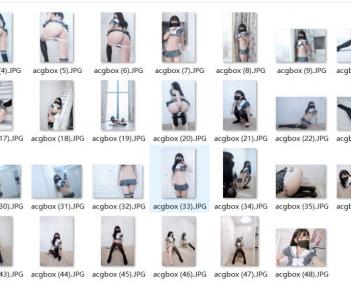 (4).JPG acgbox (5).JPG acgbox (6).JPG acgbox (7).JPG acgbox (8).JPG acgbox (9).JPG acgb
17).JPG acgbox (18).JPG acgbox (19).JPG acgbox (20).JPG acgbox (21).JPG acgbox (22).JPG acgbo
30).JPG acgbox (31).JPG acgbox (32).JPG acgbox (33).JPG acgbox (34).JPG acgbox (35).JPG acgbo
43).JPG acgbox (44).JPG acgbox (45).JPG acgbox (46).JPG acgbox (47).JPG acgbox (48).JPG